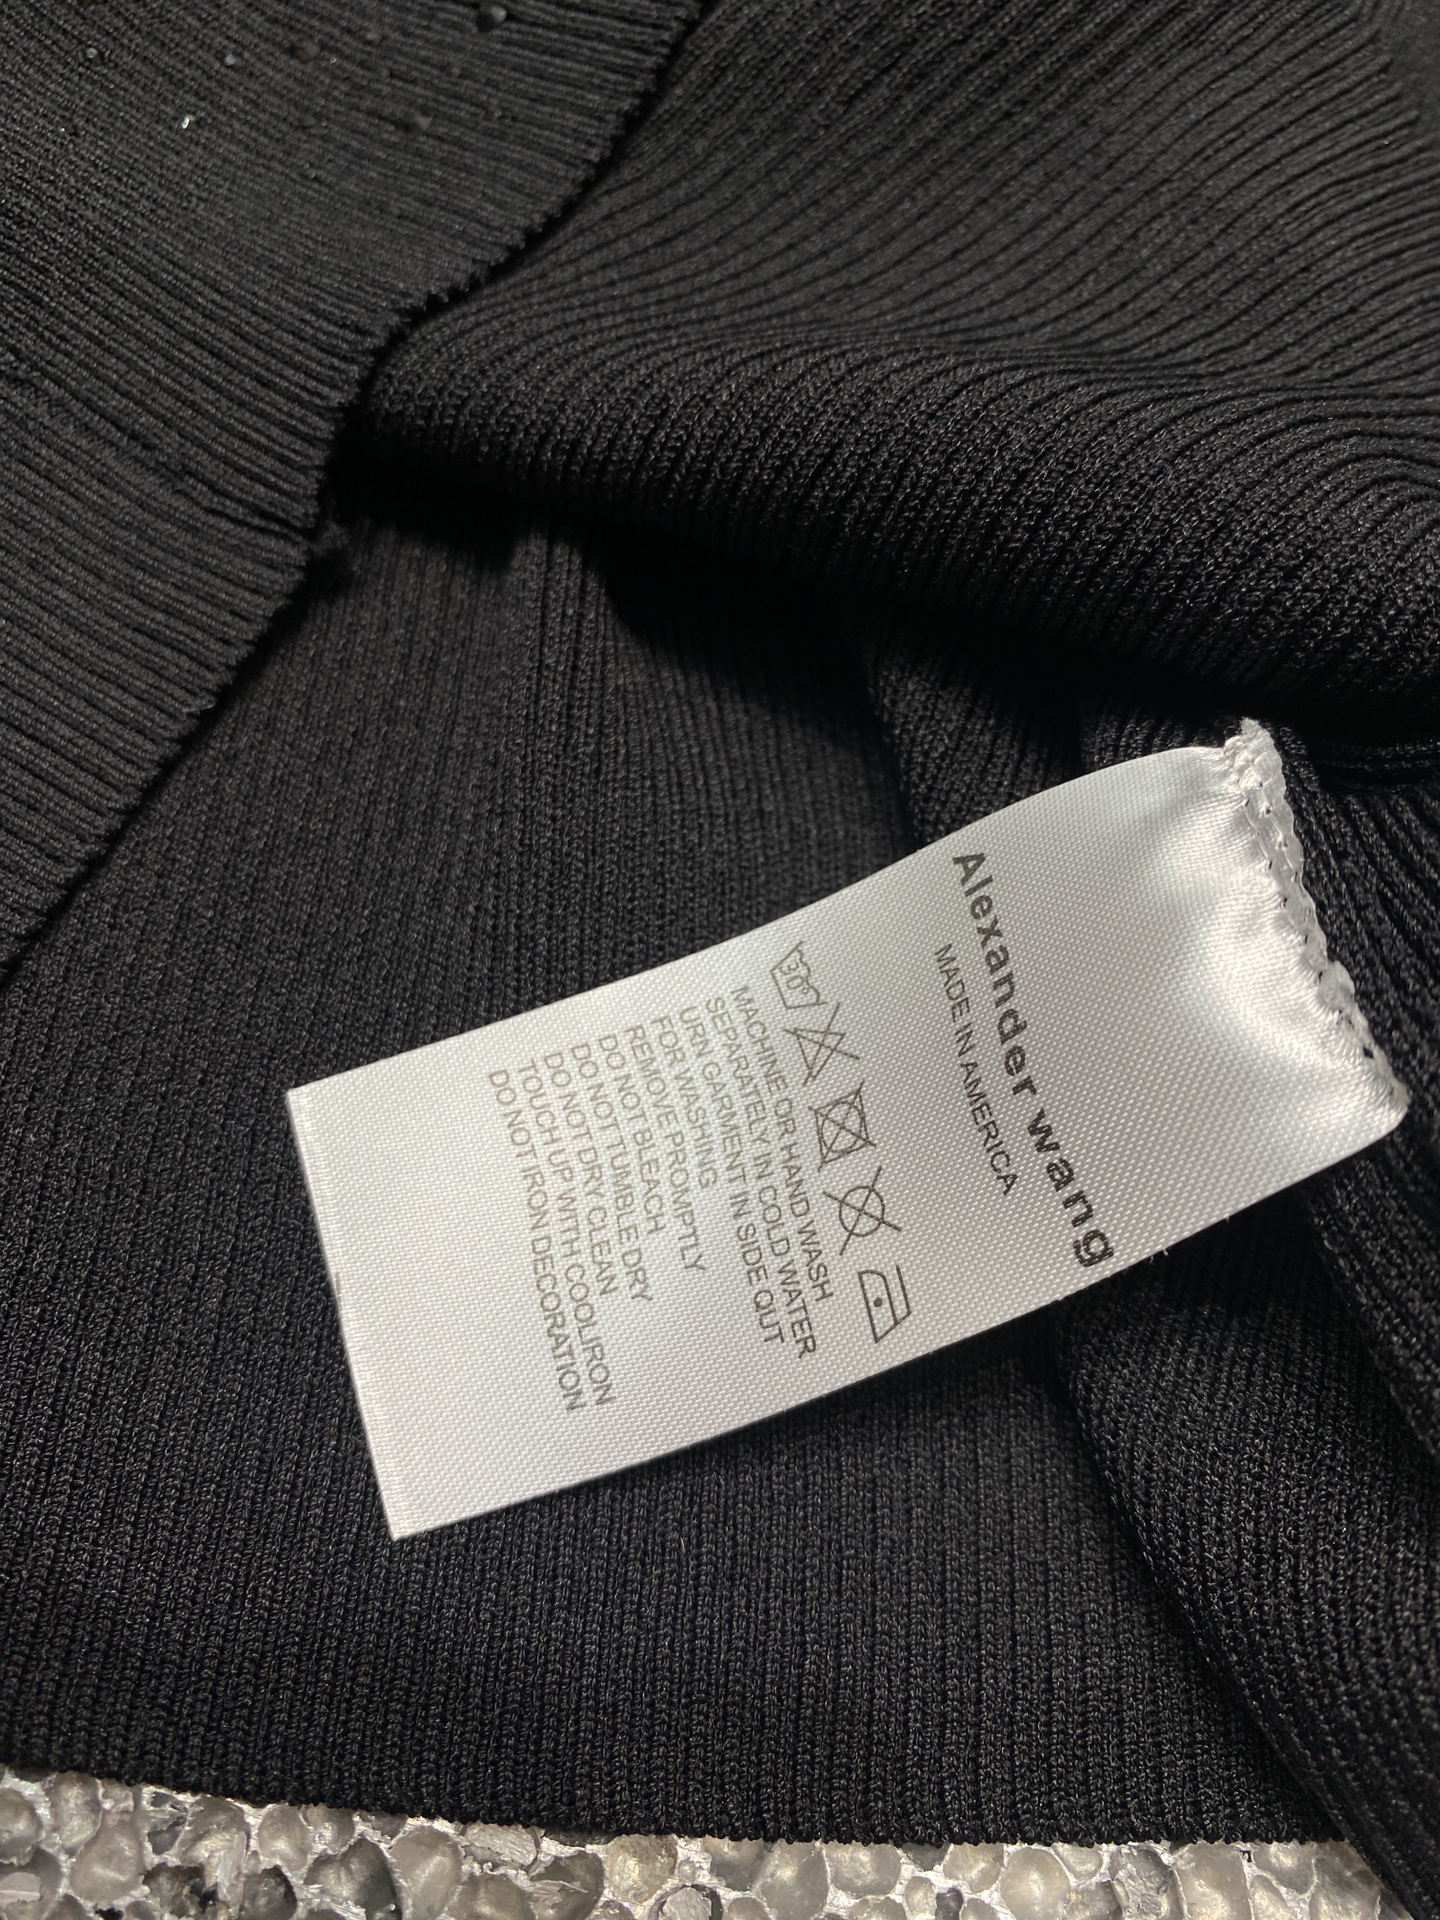 Alexander wang
MADE IN AMERICA
30°
MACHINE OR HAND WASH
SEPARATELY IN COLD WATER
URN GARMENT IN SIDE QUT
FOR WASHING
REMOVE PROMPTLY
DO NOT BLEACH
DO NOT TUMBLE DRY
DO NOT DRY CLEAN
TOUCH UP WITH COOLIRON
DO NOT IRON DECORATION